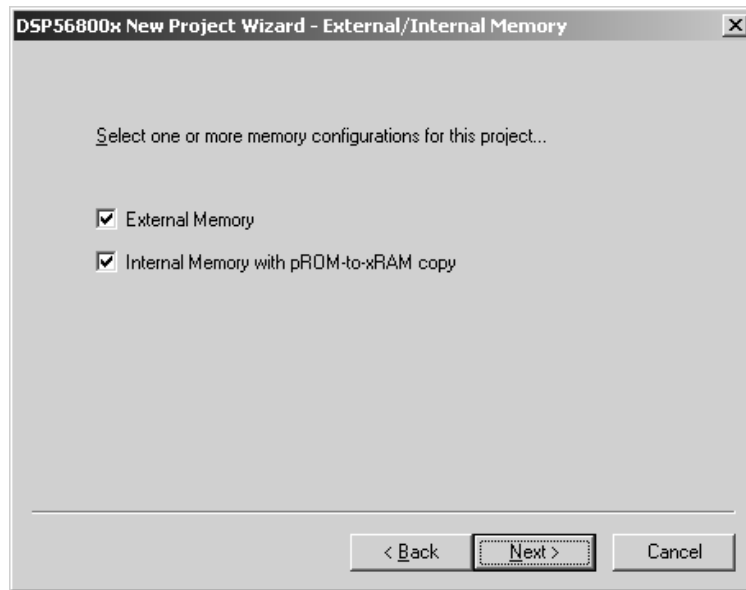 DSP56800x New Project Wizard - External/Internal Memory
Select one or more memory configurations for this project...
External Memory
Internal Memory with pROM-to-xRAM copy
< Back Next > Cancel